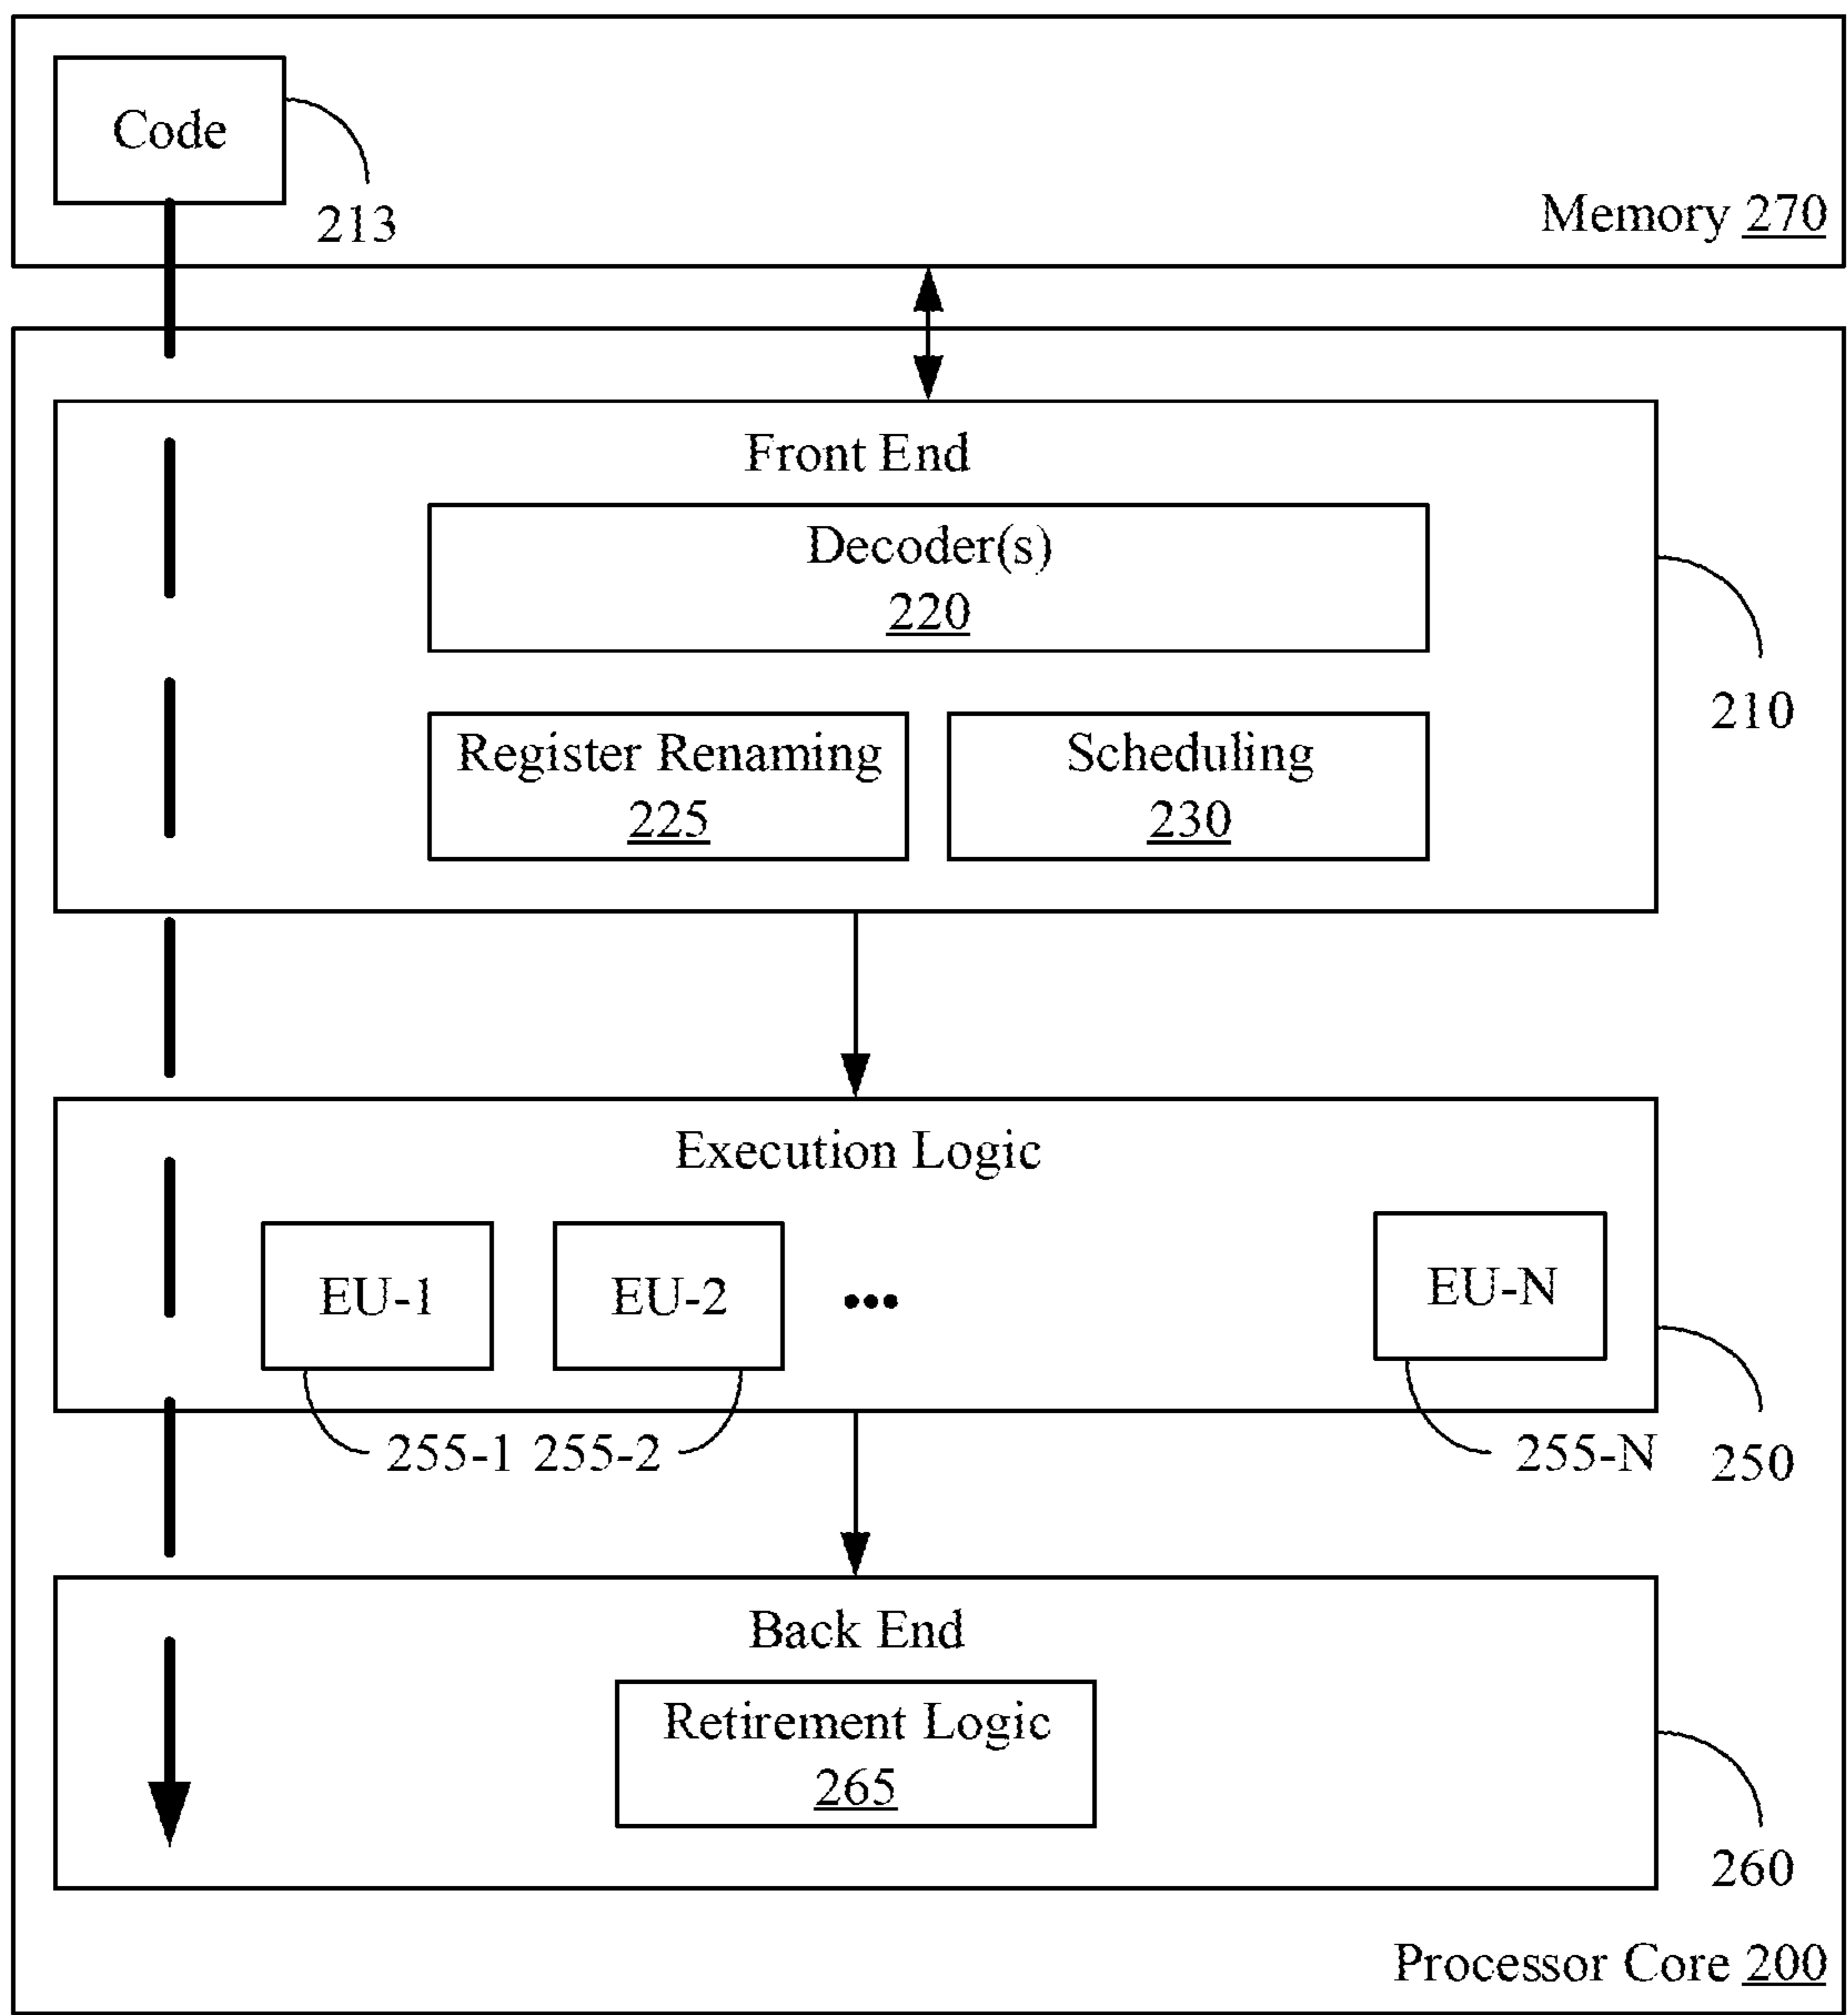 Code
213
Memory 270
Front End
Decoder(s)
220
210
Register Renaming
225
Scheduling
230
Execution Logic
EU-1
EU-2
•••
EU-N
255-1
255-2
255-N
250
Back End
Retirement Logic
265
260
Processor Core 200